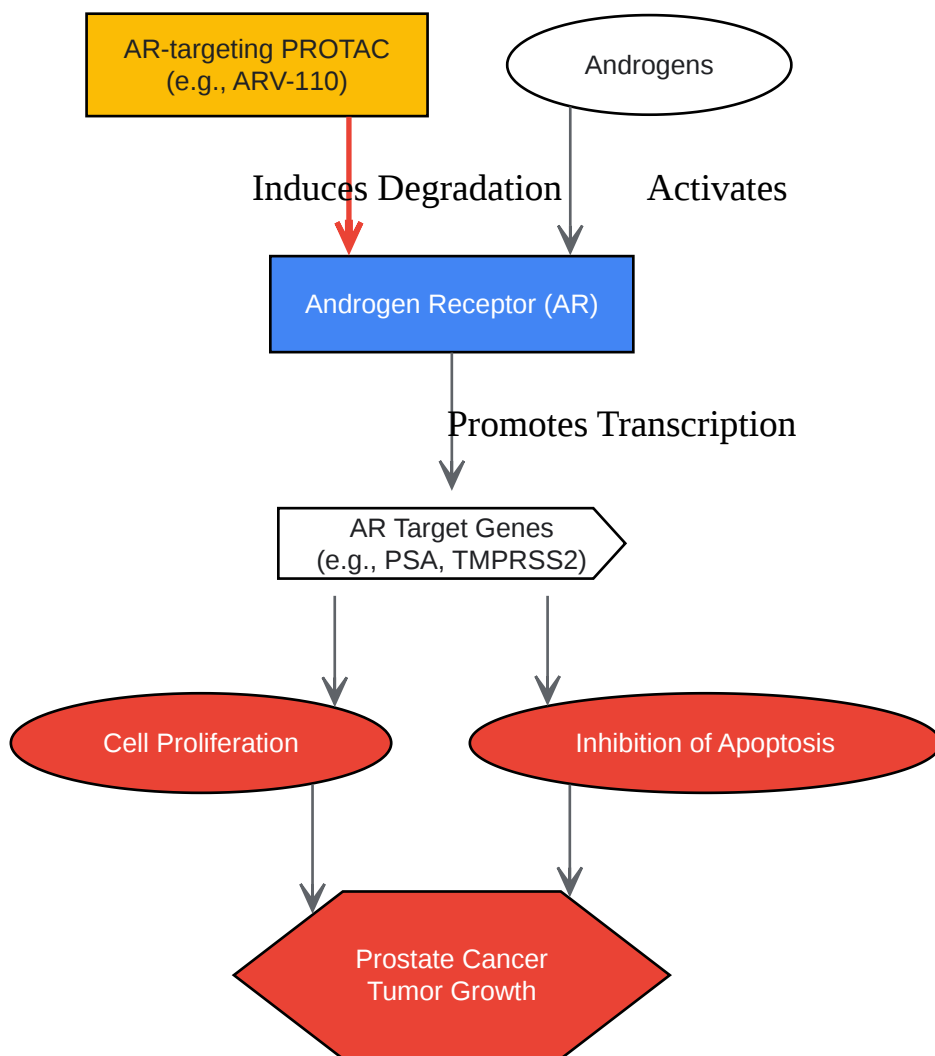 AR-targeting PROTAC
(e.g., ARV-110)
Androgens
Induces Degradation
Activates
Androgen Receptor (AR)
Promotes Transcription
AR Target Genes
(e.g., PSA, TMPRSS2)
Cell Proliferation
Inhibition of Apoptosis
Prostate Cancer
Tumor Growth